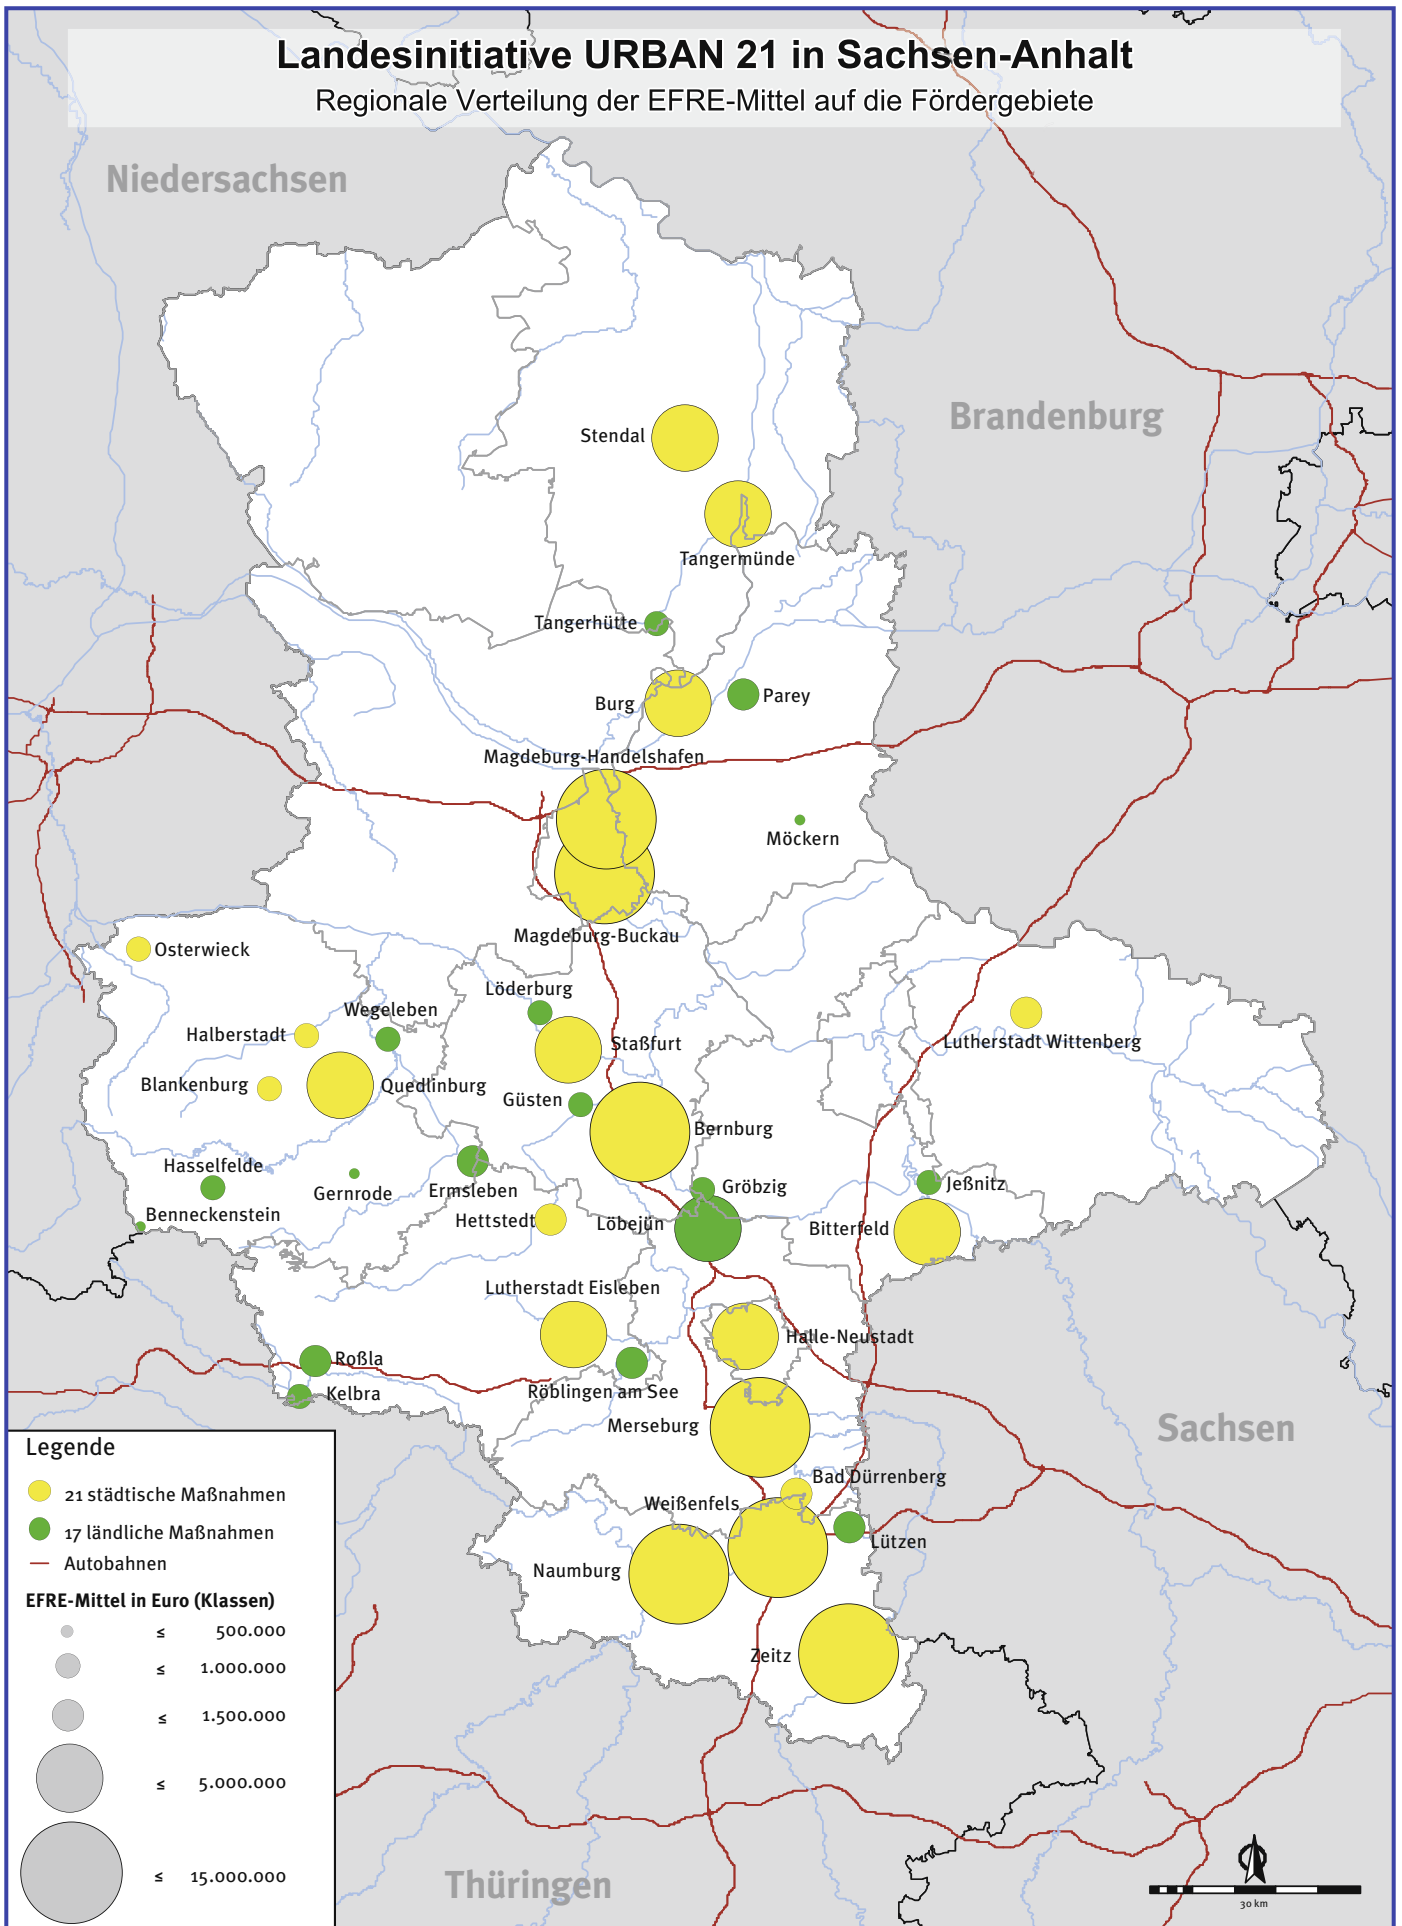 Landesinitiative URBAN 21 in Sachsen-Anhalt
Regionale Verteilung der EFRE-Mittel auf die Fördergebiete
Niedersachsen
Brandenburg
Stendal
Tangermünde
Tangerhütte
Burg
Parey
Magdeburg-Handelshafen
Möckern
Magdeburg-Buckau
Osterwieck
Löderburg
Wegeleben
Halberstadt
Staßfurt
Lutherstadt Wittenberg
Blankenburg
Quedlinburg
Güsten
Bernburg
Hasselfelde
Gernrode
Ermsleben
Gröbzig
Jeßnitz
Benneckenstein
Hettstedt
Löbejün
Bitterfeld
Lutherstadt Eisleben
Halle-Neustadt
Roßla
Kelbra
Röblingen am See
Merseburg
Sachsen
Bad Dürrenberg
Weißenfels
Lützen
Naumburg
Zeitz
Legende
21 städtische Maßnahmen
17 ländliche Maßnahmen
Autobahnen
EFRE-Mittel in Euro (Klassen)
≤ 500.000
≤ 1.000.000
≤ 1.500.000
≤ 5.000.000
≤ 15.000.000
Thüringen
30 km